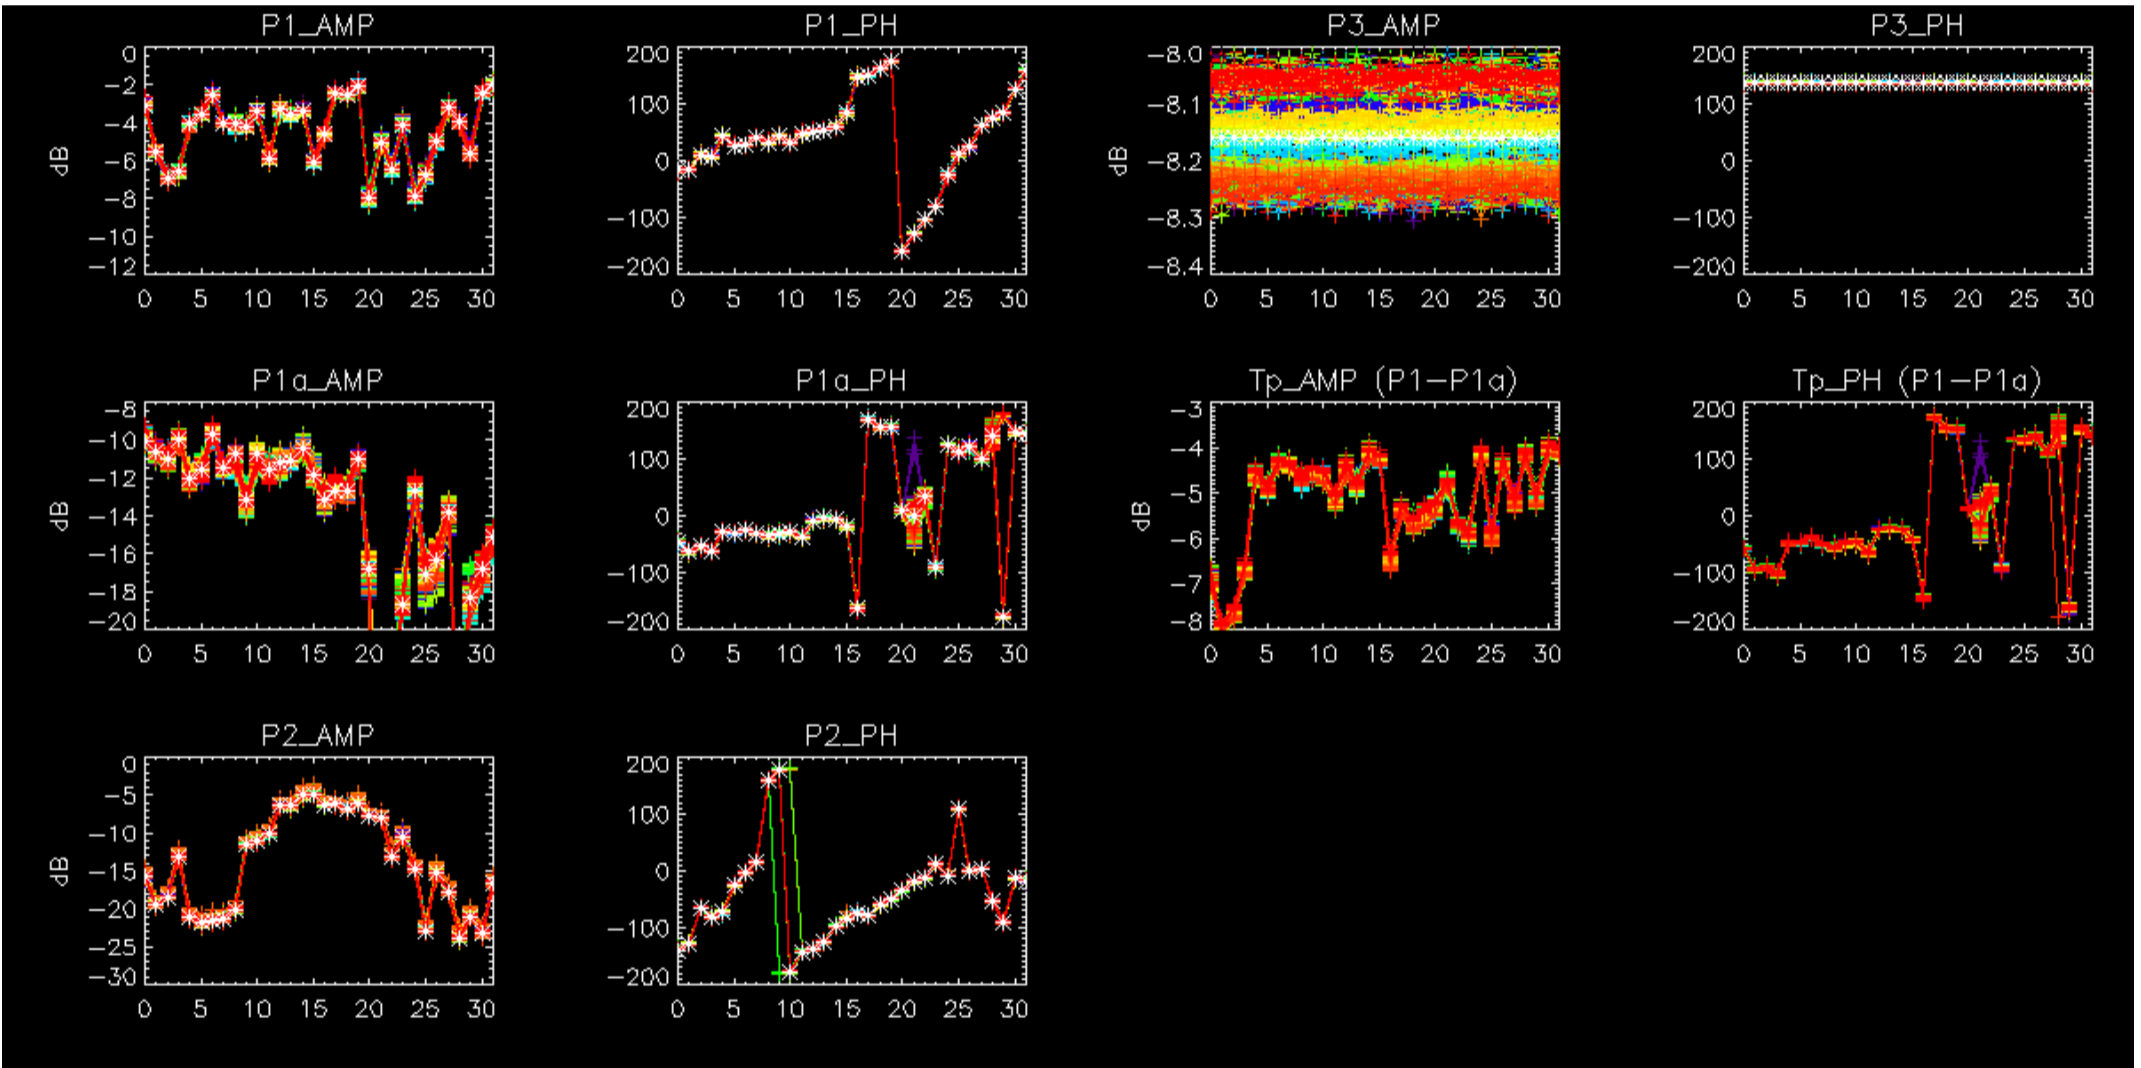 P1_AMP
P1_PH
P3_AMP
P3_PH
0
−2
−4
−6
−8
−10
−12
dB
0 5 10 15 20 25 30
200
100
0
−100
−200
0 5 10 15 20 25 30
−8.0
−8.1
−8.2
−8.3
−8.4
dB
0 5 10 15 20 25 30
200
100
0
−100
−200
0 5 10 15 20 25 30
P1a_AMP
P1a_PH
Tp_AMP (P1−P1a)
Tp_PH (P1−P1a)
−8
−10
−12
−14
−16
−18
−20
dB
0 5 10 15 20 25 30
200
100
0
−100
−200
0 5 10 15 20 25 30
−3
−4
−5
−6
−7
−8
dB
0 5 10 15 20 25 30
200
100
0
−100
−200
0 5 10 15 20 25 30
P2_AMP
P2_PH
0
−5
−10
−15
−20
−25
−30
dB
0 5 10 15 20 25 30
200
100
0
−100
−200
0 5 10 15 20 25 30